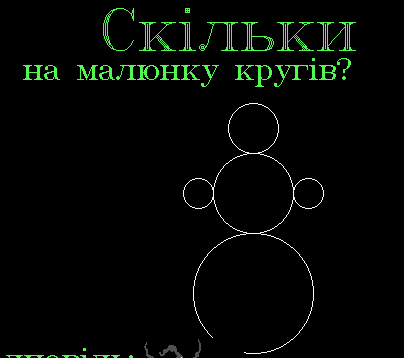 Скільки
на малюнку кругів?